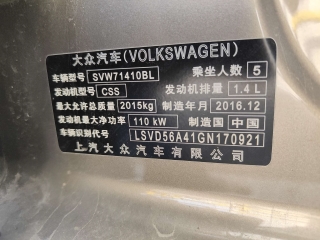 大众汽车(VOLKSWAGEN)
车辆型号 SVW71410BL 乘坐人数 5
发动机型号 CSS 发动机排量 1.4 L
最大允许总质量 2015kg 制造年月 2016.12
发动机最大净功率 110 kW 制造国 中国
车辆识别代号 LSVD56A41GN170921
上汽大众汽车有限公司